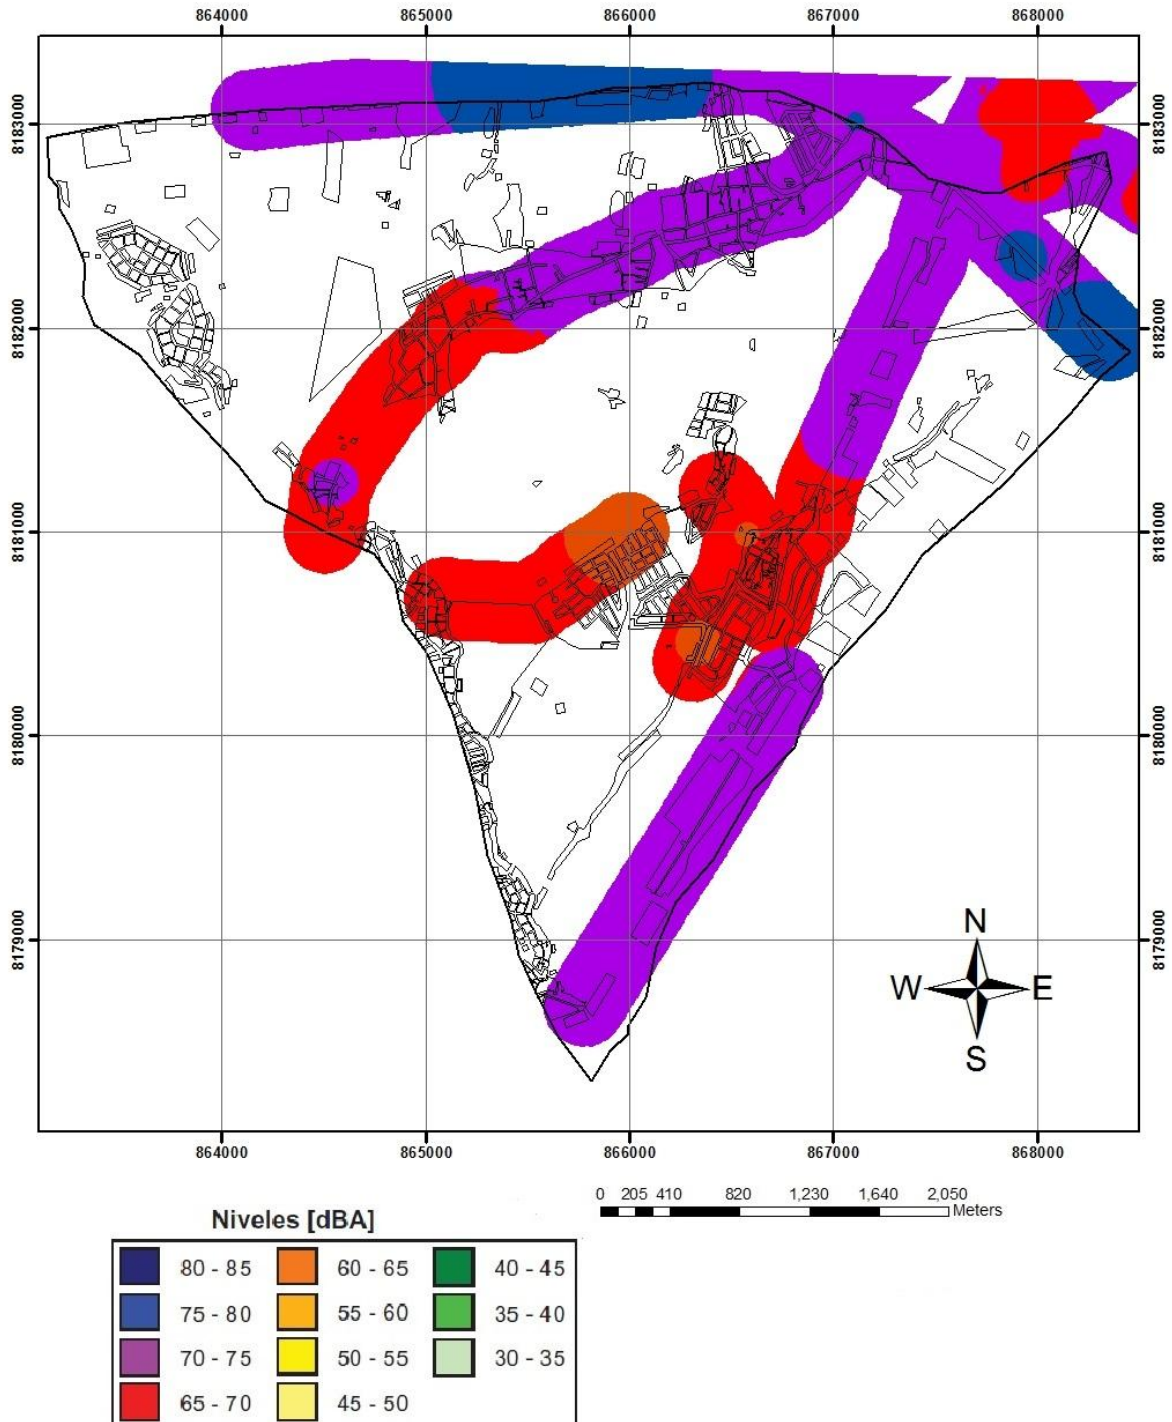 864000 865000 866000 867000 868000
8183000 8183000
8182000 8182000
8181000 8181000
8180000 8180000
8179000 8179000
N
W E
S
864000 865000 866000 867000 868000
0 205 410 820 1,230 1,640 2,050
Meters
Niveles [dBA]
80 - 85 60 - 65 40 - 45
75 - 80 55 - 60 35 - 40
70 - 75 50 - 55 30 - 35
65 - 70 45 - 50